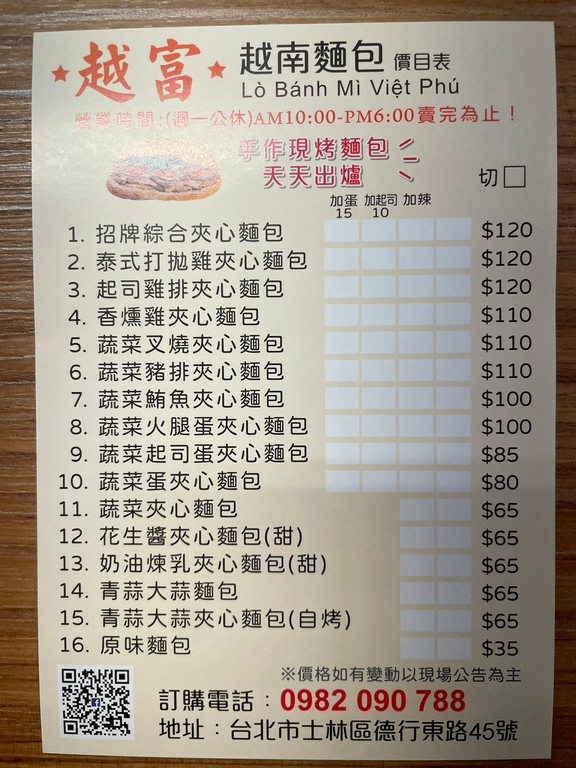 越富 越南麵包 價目表
Lò Bánh Mì Việt Phú
營業時間:(週一公休)AM10:00-PM6:00賣完為止！
手作現烤麵包
天天出爐
切
加蛋 加起司 加辣
15 10
1. 招牌綜合夾心麵包 $120
2. 泰式打拋雞夾心麵包 $120
3. 起司雞排夾心麵包 $120
4. 香燻雞夾心麵包 $110
5. 蔬菜叉燒夾心麵包 $110
6. 蔬菜豬排夾心麵包 $110
7. 蔬菜鮪魚夾心麵包 $100
8. 蔬菜火腿蛋夾心麵包 $100
9. 蔬菜起司蛋夾心麵包 $85
10. 蔬菜蛋夾心麵包 $80
11. 蔬菜夾心麵包 $65
12. 花生醬夾心麵包(甜) $65
13. 奶油煉乳夾心麵包(甜) $65
14. 青蒜大蒜麵包 $65
15. 青蒜大蒜夾心麵包(自烤) $65
16. 原味麵包 $35
※價格如有變動以現場公告為主
訂購電話：0982 090 788
地址：台北市士林區德行東路45號